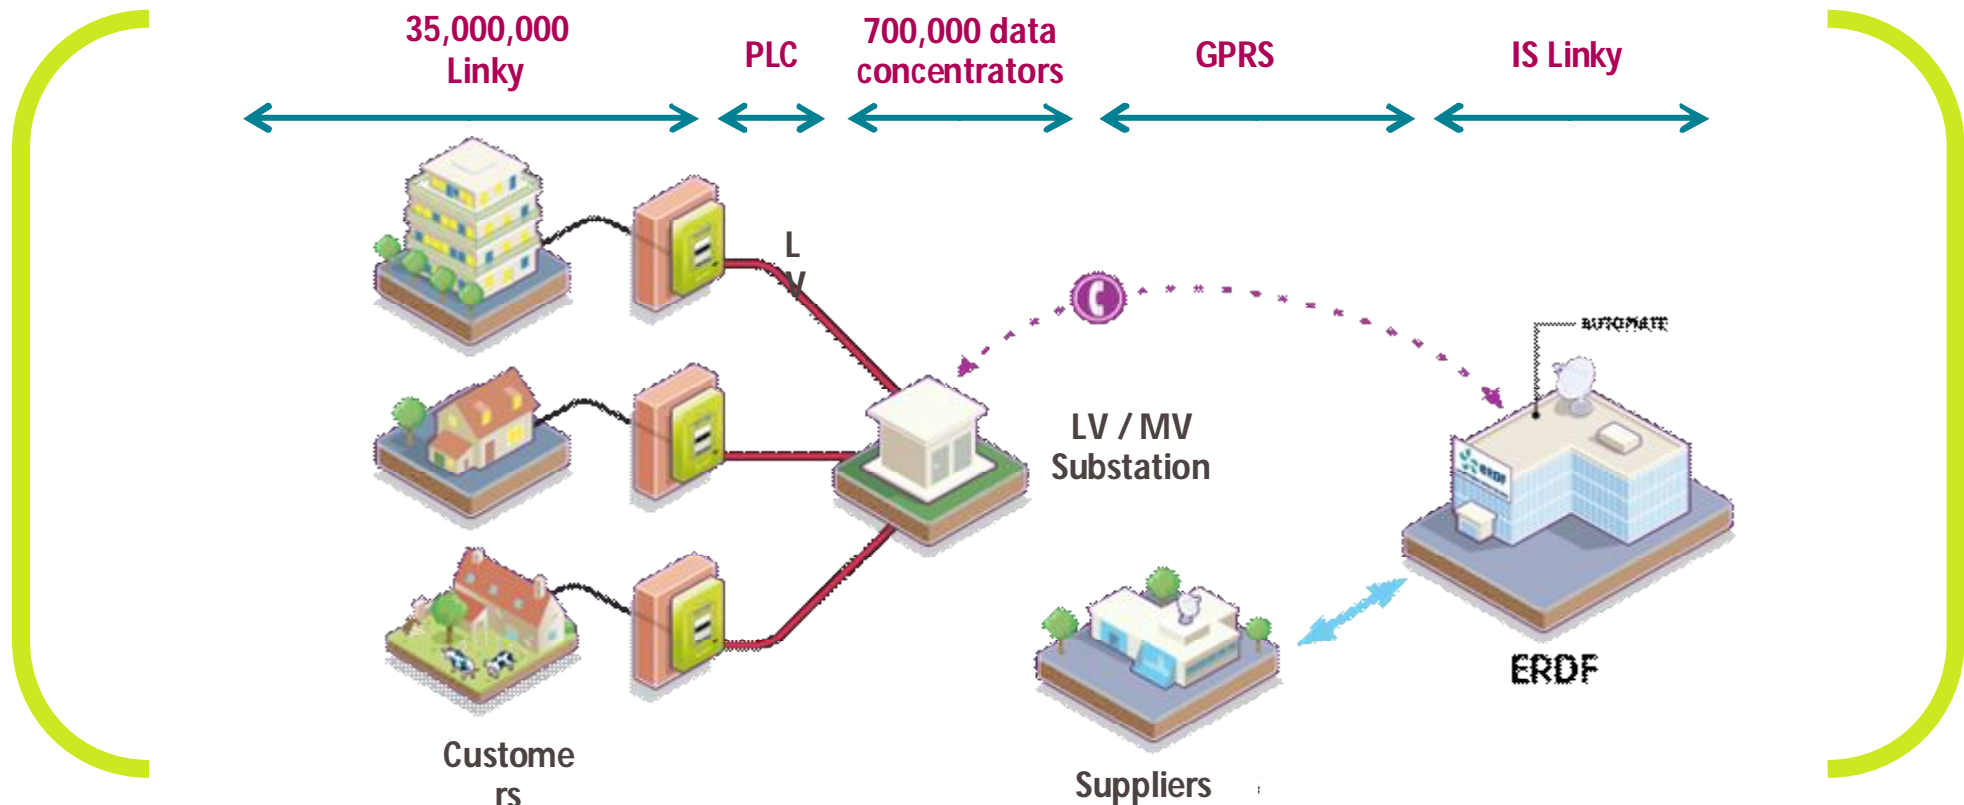 35,000,000
Linky
PLC
700,000 data
concentrators
GPRS
IS Linky
L
V
AUTOMATE
LV / MV
Substation
ERDF
ERDF
Custome
rs
Suppliers